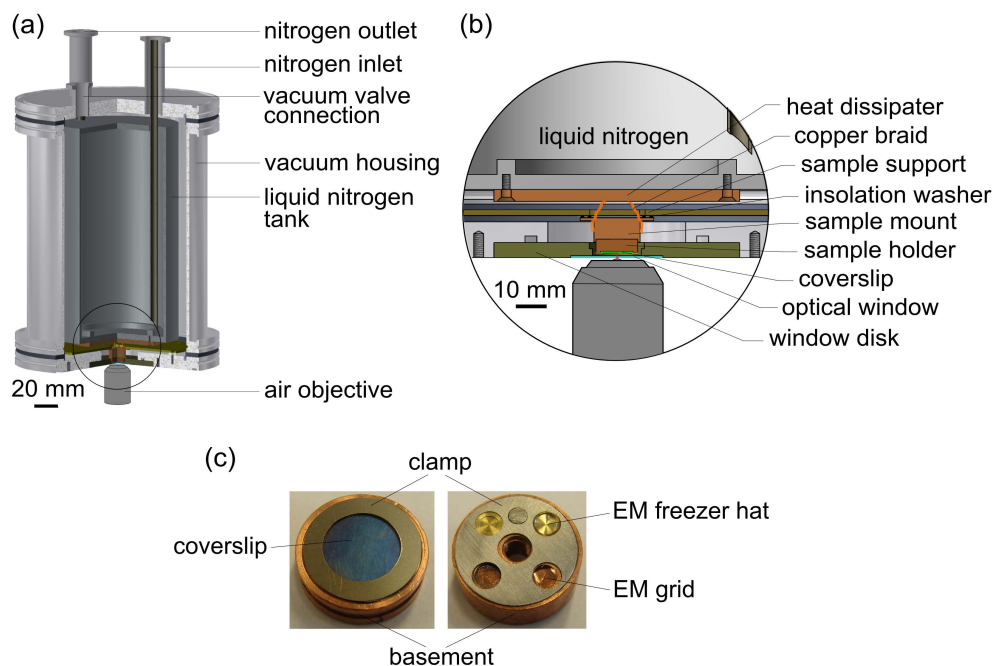 (a)
nitrogen outlet
nitrogen inlet
vacuum valve
connection
vacuum housing
liquid nitrogen
tank
air objective
20 mm
(b)
liquid nitrogen
heat dissipater
copper braid
sample support
insolation washer
sample mount
sample holder
coverslip
optical window
window disk
10 mm
(c)
clamp
coverslip
EM freezer hat
EM grid
basement